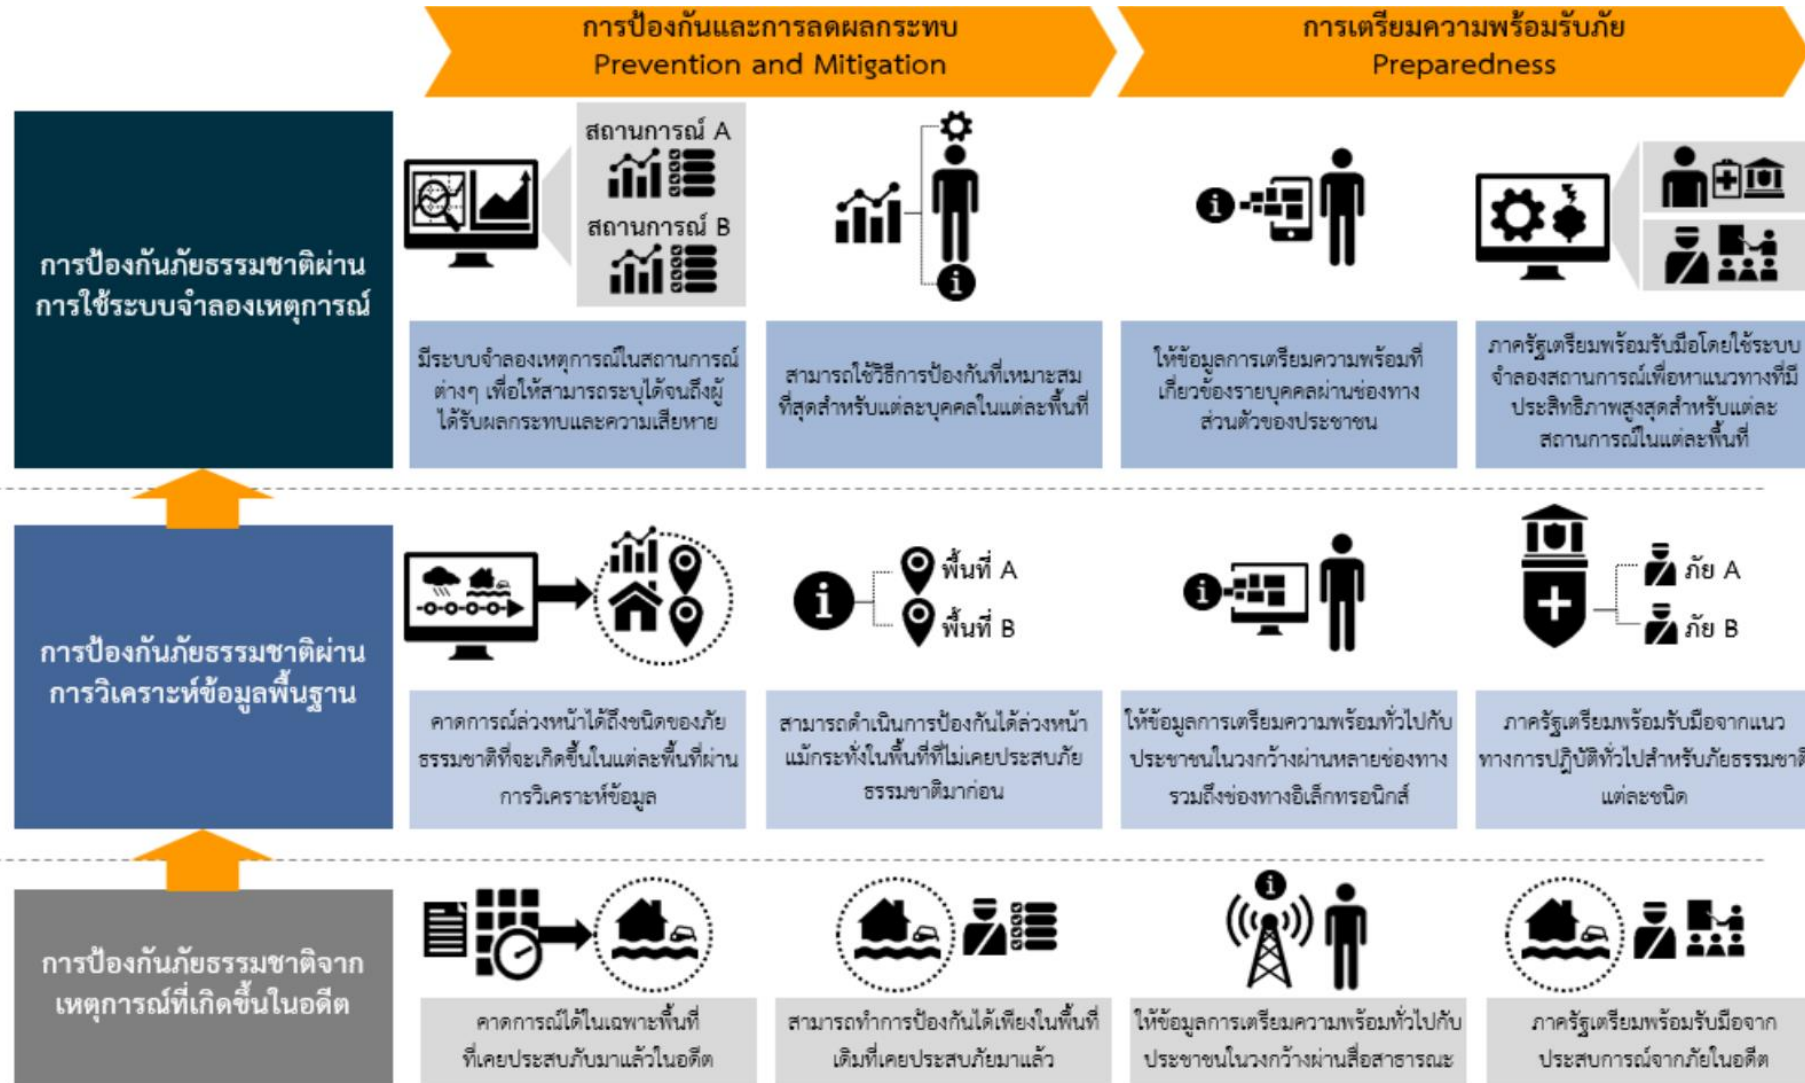 การป้องกันและการลดผลกระทบ
Prevention and Mitigation
การเตรียมความพร้อมรับภัย
Preparedness
การป้องกันภัยธรรมชาติผ่าน
การใช้ระบบจำลองเหตุการณ์
สถานการณ์ A
สถานการณ์ B
มีระบบจำลองเหตุการณ์ในสถานการณ์
ต่างๆ เพื่อให้สามารถระบุได้จนถึงผู้
ได้รับผลกระทบและความเสียหาย
สามารถใช้วิธีการป้องกันที่เหมาะสม
ที่สุดสำหรับแต่ละบุคคลในแต่ละพื้นที่
ให้ข้อมูลการเตรียมความพร้อมที่
เกี่ยวข้องรายบุคคลผ่านช่องทาง
ส่วนตัวของประชาชน
ภาครัฐเตรียมพร้อมรับมือโดยใช้ระบบ
จำลองสถานการณ์เพื่อหาแนวทางที่มี
ประสิทธิภาพสูงสุดสำหรับแต่ละ
สถานการณ์ในแต่ละพื้นที่
การป้องกันภัยธรรมชาติผ่าน
การวิเคราะห์ข้อมูลพื้นฐาน
พื้นที่ A
พื้นที่ B
ภัย A
ภัย B
คาดการณ์ล่วงหน้าได้ถึงชนิดของภัย
ธรรมชาติที่จะเกิดขึ้นในแต่ละพื้นที่ผ่าน
การวิเคราะห์ข้อมูล
สามารถดำเนินการป้องกันได้ล่วงหน้า
แม้กระทั่งในพื้นที่ที่ไม่เคยประสบภัย
ธรรมชาติมาก่อน
ให้ข้อมูลการเตรียมความพร้อมทั่วไปกับ
ประชาชนในวงกว้างผ่านหลายช่องทาง
รวมถึงช่องทางอิเล็กทรอนิกส์
ภาครัฐเตรียมพร้อมรับมือจากแนว
ทางการปฏิบัติทั่วไปสำหรับภัยธรรมชาติ
แต่ละชนิด
การป้องกันภัยธรรมชาติจาก
เหตุการณ์ที่เกิดขึ้นในอดีต
คาดการณ์ได้ในเฉพาะพื้นที่
ที่เคยประสบภับมาแล้วในอดีต
สามารถทำการป้องกันได้เพียงในพื้นที่
เดิมที่เคยประสบภัยมาแล้ว
ให้ข้อมูลการเตรียมความพร้อมทั่วไปกับ
ประชาชนในวงกว้างผ่านสื่อสาธารณะ
ภาครัฐเตรียมพร้อมรับมือจาก
ประสบการณ์จากภัยในอดีต